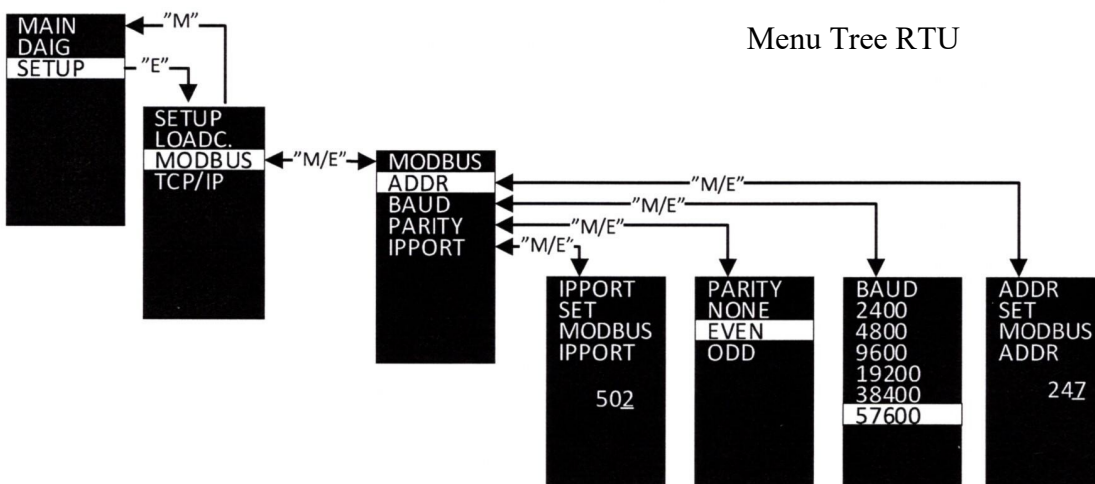 Menu Tree RTU
MAIN
DAIG
SETUP
"M"
"E"
SETUP
LOADC.
MODBUS
TCP/IP
"M/E"
MODBUS
ADDR
BAUD
PARITY
IPPORT
"M/E"
"M/E"
"M/E"
"M/E"
IPPORT
SET
MODBUS
IPPORT
502
PARITY
NONE
EVEN
ODD
BAUD
2400
4800
9600
19200
38400
57600
ADDR
SET
MODBUS
ADDR
247